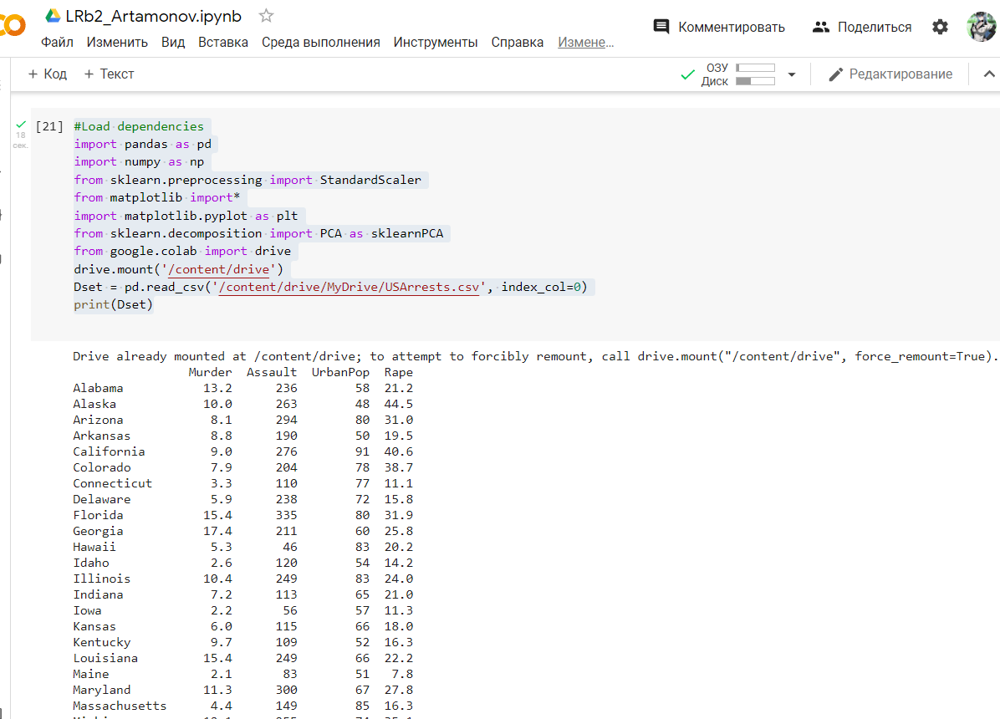 LRb2_Artamonov.ipynb
Комментировать
Поделиться
Файл Изменить Вид Вставка Среда выполнения Инструменты Справка Измене...
+ Код + Текст
ОЗУ
Диск
Редактирование
18
сек.
[21] #Load dependencies
import pandas as pd
import numpy as np
from sklearn.preprocessing import StandardScaler
from matplotlib import*
import matplotlib.pyplot as plt
from sklearn.decomposition import PCA as sklearnPCA
from google.colab import drive
drive.mount('/content/drive')
Dset = pd.read_csv('/content/drive/MyDrive/USArrests.csv', index_col=0)
print(Dset)
Drive already mounted at /content/drive; to attempt to forcibly remount, call drive.mount("/content/drive", force_remount=True).
Murder Assault UrbanPop Rape
Alabama 13.2 236 58 21.2
Alaska 10.0 263 48 44.5
Arizona 8.1 294 80 31.0
Arkansas 8.8 190 50 19.5
California 9.0 276 91 40.6
Colorado 7.9 204 78 38.7
Connecticut 3.3 110 77 11.1
Delaware 5.9 238 72 15.8
Florida 15.4 335 80 31.9
Georgia 17.4 211 60 25.8
Hawaii 5.3 46 83 20.2
Idaho 2.6 120 54 14.2
Illinois 10.4 249 83 24.0
Indiana 7.2 113 65 21.0
Iowa 2.2 56 57 11.3
Kansas 6.0 115 66 18.0
Kentucky 9.7 109 52 16.3
Louisiana 15.4 249 66 22.2
Maine 2.1 83 51 7.8
Maryland 11.3 300 67 27.8
Massachusetts 4.4 149 85 16.3